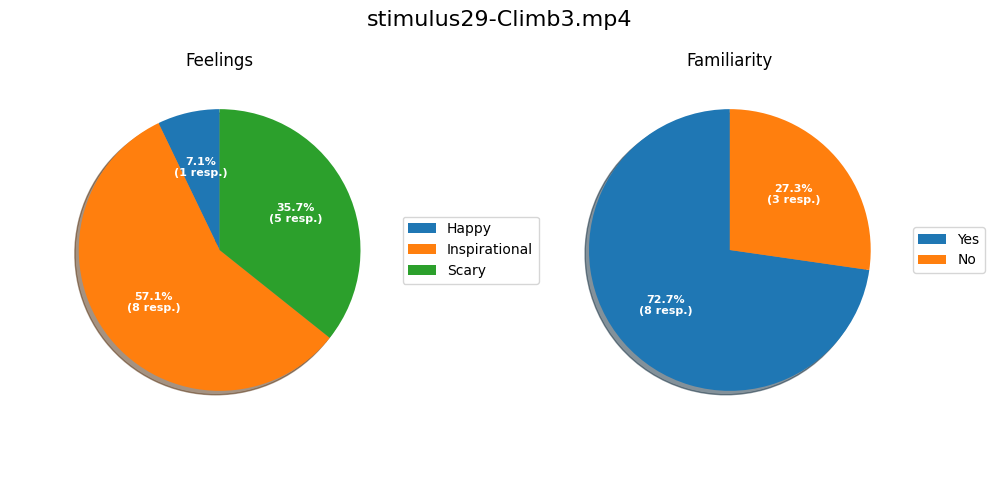 stimulus29-Climb3.mp4
Feelings
7.1%
(1 resp.)
35.7%
(5 resp.)
57.1%
(8 resp.)
Happy
Inspirational
Scary
Familiarity
27.3%
(3 resp.)
72.7%
(8 resp.)
Yes
No